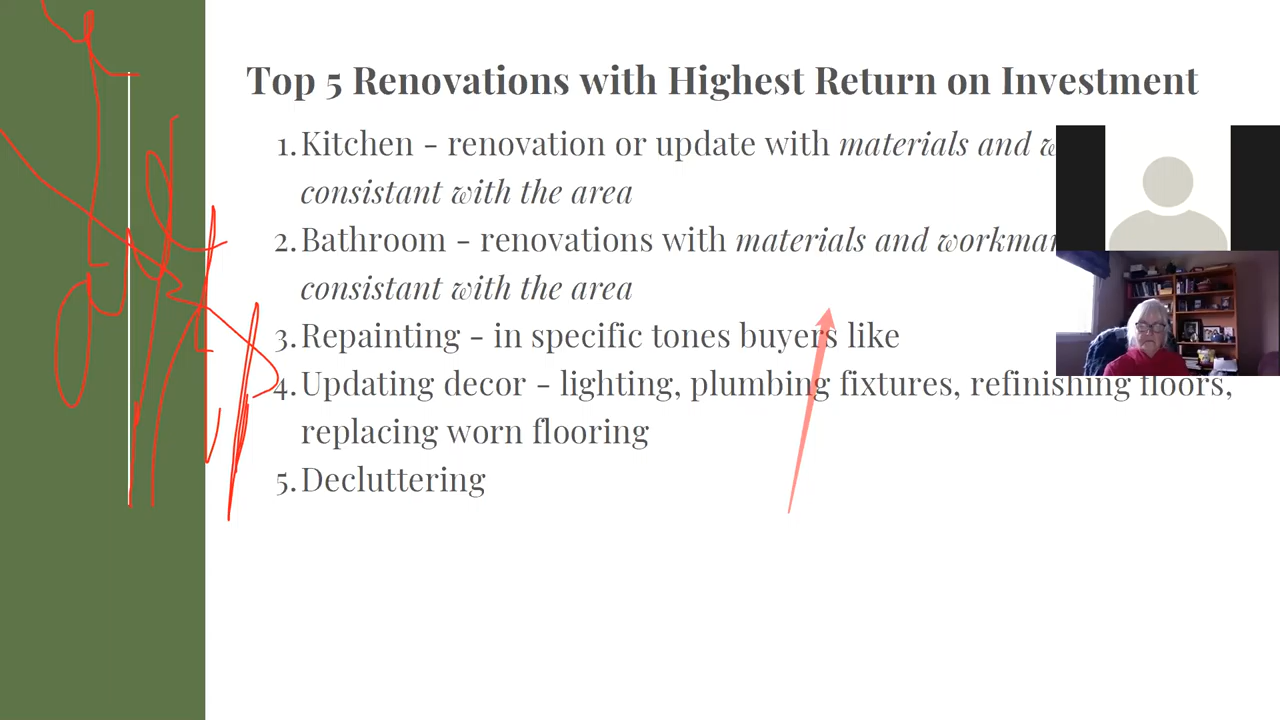 Top 5 Renovations with Highest Return on Investment
1. Kitchen - renovation or update with materials and
consistant with the area
2. Bathroom - renovations with materials and
consistant with the area
3. Repainting - in specific tones buyers like
4. Updating decor - lighting, plumbing fixtures, refinishing floors,
replacing worn flooring
5. Decluttering